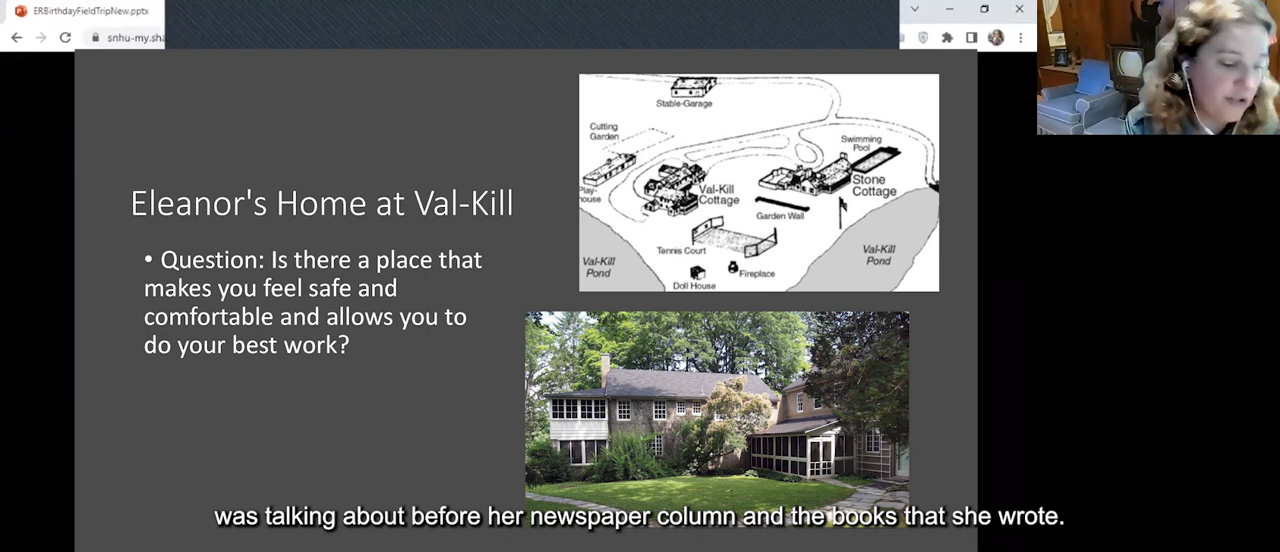 ERBirthdayFieldTripNew.pptx
snhu-my.sha
Eleanor's Home at Val-Kill
• Question: Is there a place that
makes you feel safe and
comfortable and allows you to
do your best work?
Stable-Garage
Cutting
Garden
Swimming
Pool
Play-
house
Val-Kill
Cottage
Stone
Cottage
Garden Wall
Tennis Court
Val-Kill
Pond
Fireplace
Doll House
Val-Kill
Pond
was talking about before her newspaper column and the books that she wrote.